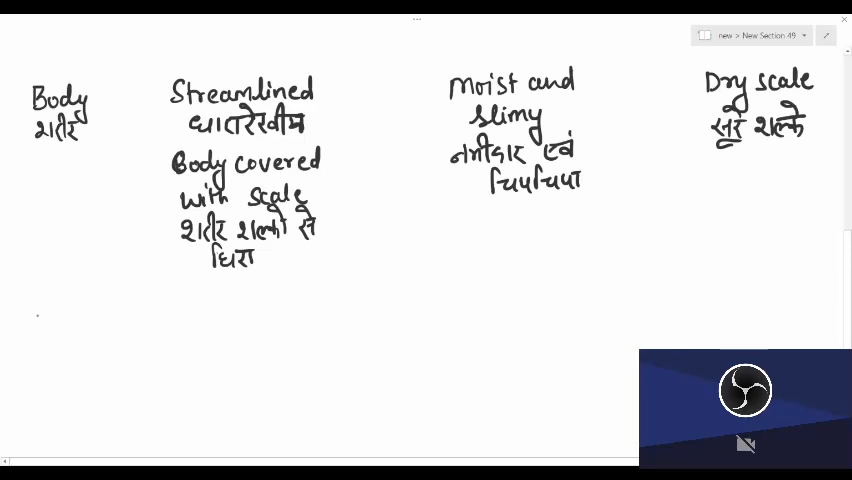 new > New Section 49
Body
शरीर
Streamlined
धारारेखीय
Body covered
with scale
शरीर शल्कों से
घिरा
Moist and
slimy
नमीदार एवं
चिपचिपा
Dry scale
शल्के